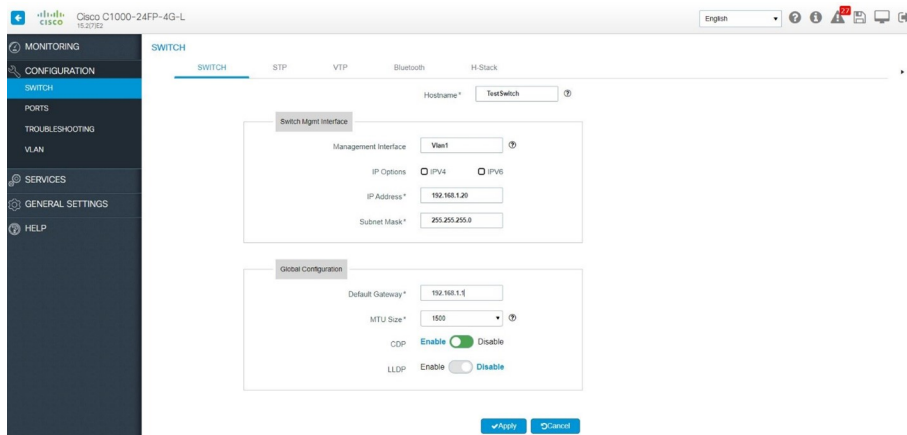 cisco
Cisco C1000-24FP-4G-L
15.2(7)E2
English
27
MONITORING
CONFIGURATION
SWITCH
PORTS
TROUBLESHOOTING
VLAN
SERVICES
GENERAL SETTINGS
HELP
SWITCH
SWITCH STP VTP Bluetooth H-Stack
Hostname* TestSwitch
Switch Mgmt Interface
Management Interface Vlan1
IP Options IPV4 IPV6
IP Address* 192.168.1.20
Subnet Mask* 255.255.255.0
Global Configuration
Default Gateway* 192.168.1.1
MTU Size* 1500
CDP Enable Disable
LLDP Enable Disable
Apply Cancel